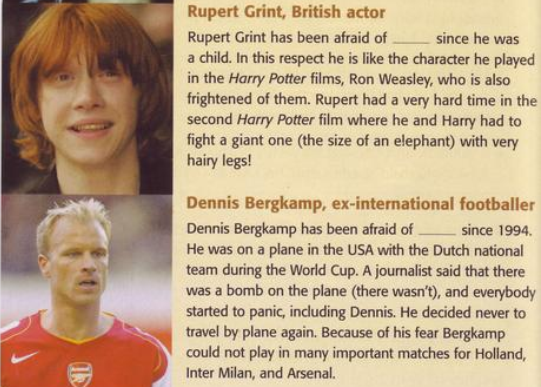 Rupert Grint, British actor
Rupert Grint has been afraid of _____ since he was
a child. In this respect he is like the character he played
in the Harry Potter films, Ron Weasley, who is also
frightened of them. Rupert had a very hard time in the
second Harry Potter film where he and Harry had to
fight a giant one (the size of an elephant) with very
hairy legs!
Dennis Bergkamp, ex-international footballer
Dennis Bergkamp has been afraid of _____ since 1994.
He was on a plane in the USA with the Dutch national
team during the World Cup. A journalist said that there
was a bomb on the plane (there wasn't), and everybody
started to panic, including Dennis. He decided never to
travel by plane again. Because of his fear Bergkamp
could not play in many important matches for Holland,
Inter Milan, and Arsenal.
Arsenal